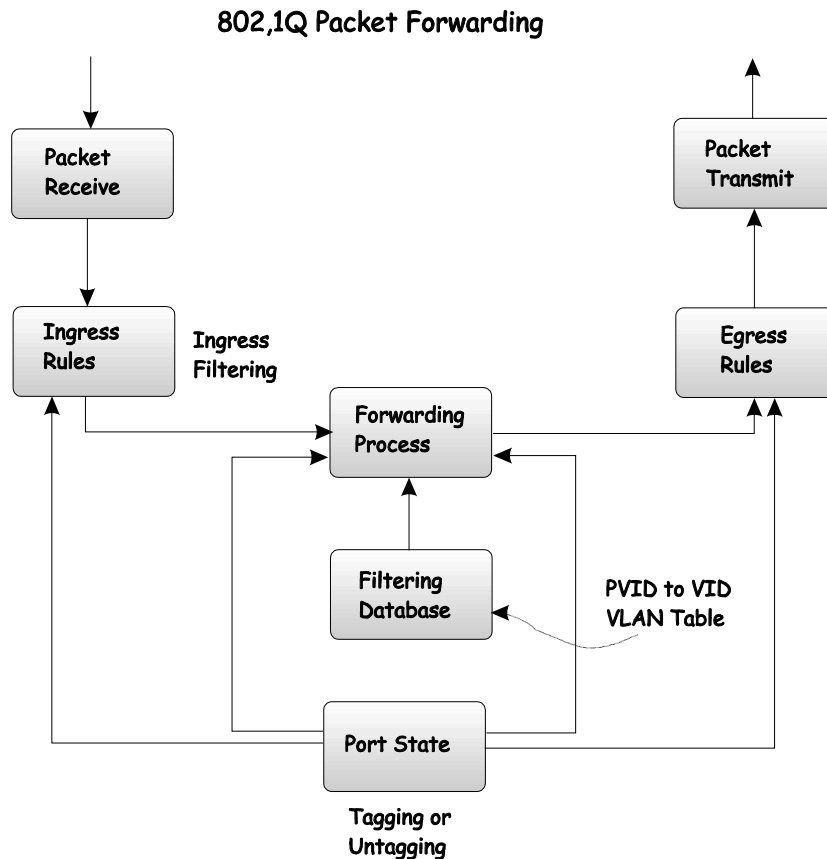 802,1Q Packet Forwarding
Packet
Receive
Packet
Transmit
Ingress
Rules
Ingress
Filtering
Egress
Rules
Forwarding
Process
Filtering
Database
PVID to VID
VLAN Table
Port State
Tagging or
Untagging